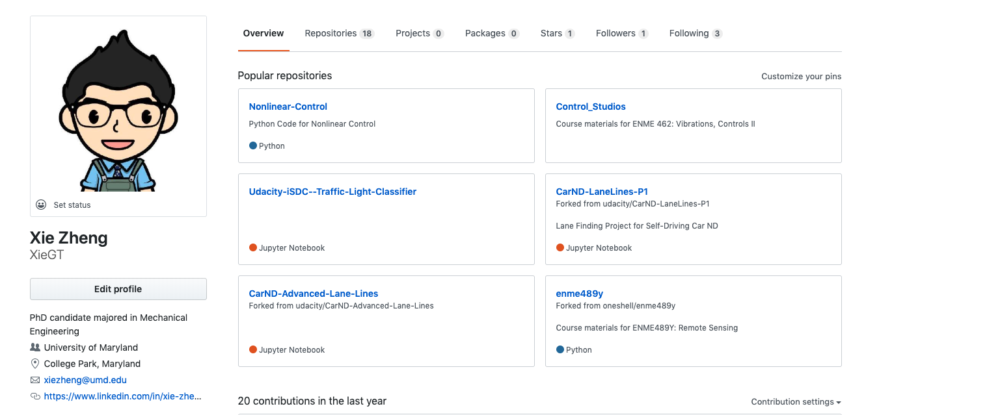 Overview Repositories 18 Projects 0 Packages 0 Stars 1 Followers 1 Following 3
Set status
Xie Zheng
XieGT
Edit profile
PhD candidate majored in Mechanical
Engineering
University of Maryland
College Park, Maryland
xiezheng@umd.edu
https://www.linkedin.com/in/xie-zhe...
Popular repositories
Customize your pins
Nonlinear-Control
Python Code for Nonlinear Control
Python
Control_Studios
Course materials for ENME 462: Vibrations, Controls II
Udacity-iSDC--Traffic-Light-Classifier
Jupyter Notebook
CarND-LaneLines-P1
Forked from udacity/CarND-LaneLines-P1
Lane Finding Project for Self-Driving Car ND
Jupyter Notebook
CarND-Advanced-Lane-Lines
Forked from udacity/CarND-Advanced-Lane-Lines
Jupyter Notebook
enme489y
Forked from oneshell/enme489y
Course materials for ENME489Y: Remote Sensing
Python
20 contributions in the last year
Contribution settings